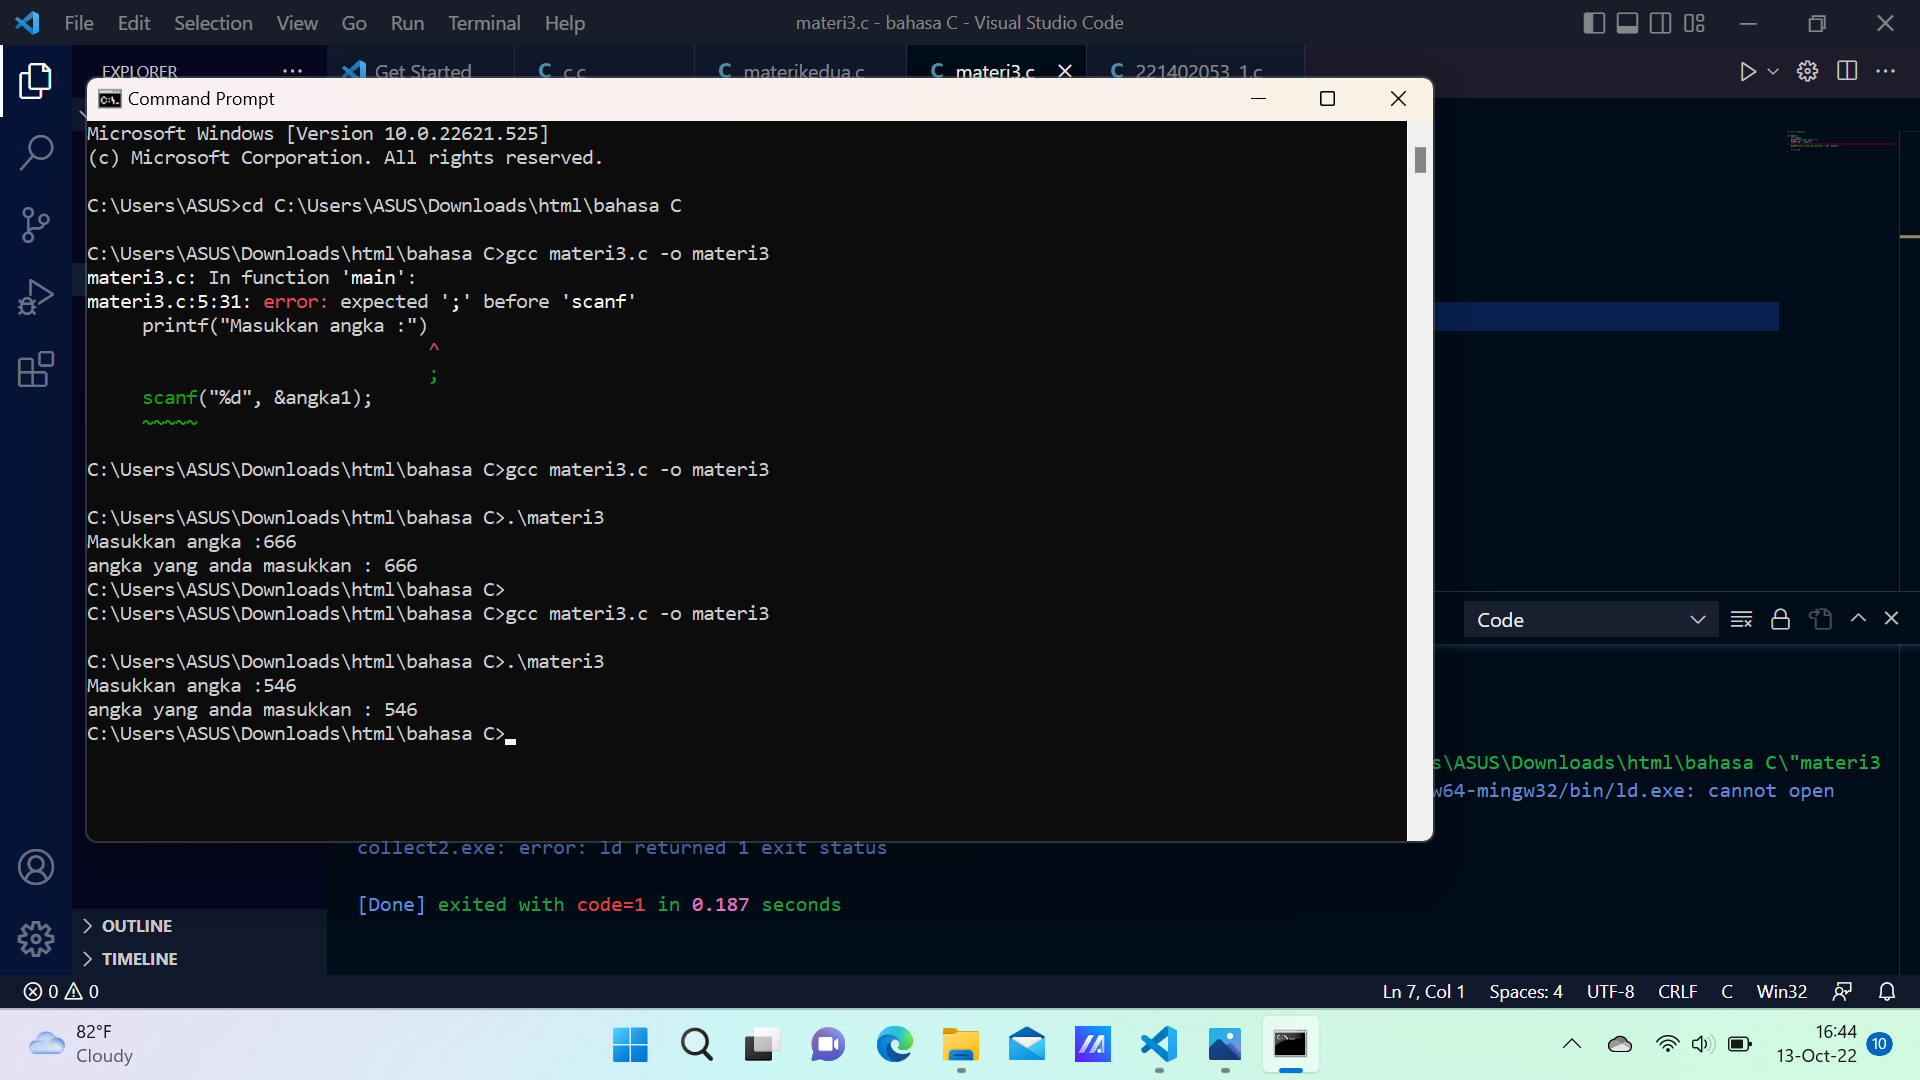 File Edit Selection View Go Run Terminal Help
materi3.c - bahasa C - Visual Studio Code
EXPLORER
Get Started
C c.c
C materikedua.c
C materi3.c
C 221402053_1.c
Command Prompt
Microsoft Windows [Version 10.0.22621.525]
(c) Microsoft Corporation. All rights reserved.
C:\Users\ASUS>cd C:\Users\ASUS\Downloads\html\bahasa C
C:\Users\ASUS\Downloads\html\bahasa C>gcc materi3.c -o materi3
materi3.c: In function 'main':
materi3.c:5:31: error: expected ';' before 'scanf'
printf("Masukkan angka :")
^
;
scanf("%d", &angka1);
~~~~~
C:\Users\ASUS\Downloads\html\bahasa C>gcc materi3.c -o materi3
C:\Users\ASUS\Downloads\html\bahasa C>.\materi3
Masukkan angka :666
angka yang anda masukkan : 666
C:\Users\ASUS\Downloads\html\bahasa C>
C:\Users\ASUS\Downloads\html\bahasa C>gcc materi3.c -o materi3
C:\Users\ASUS\Downloads\html\bahasa C>.\materi3
Masukkan angka :546
angka yang anda masukkan : 546
C:\Users\ASUS\Downloads\html\bahasa C>
Code
s\ASUS\Downloads\html\bahasa C\"materi3
w64-mingw32/bin/ld.exe: cannot open
collect2.exe: error: ld returned 1 exit status
[Done] exited with code=1 in 0.187 seconds
OUTLINE
TIMELINE
0 0
Ln 7, Col 1 Spaces: 4 UTF-8 CRLF C Win32
82°F
Cloudy
16:44
13-Oct-22
10